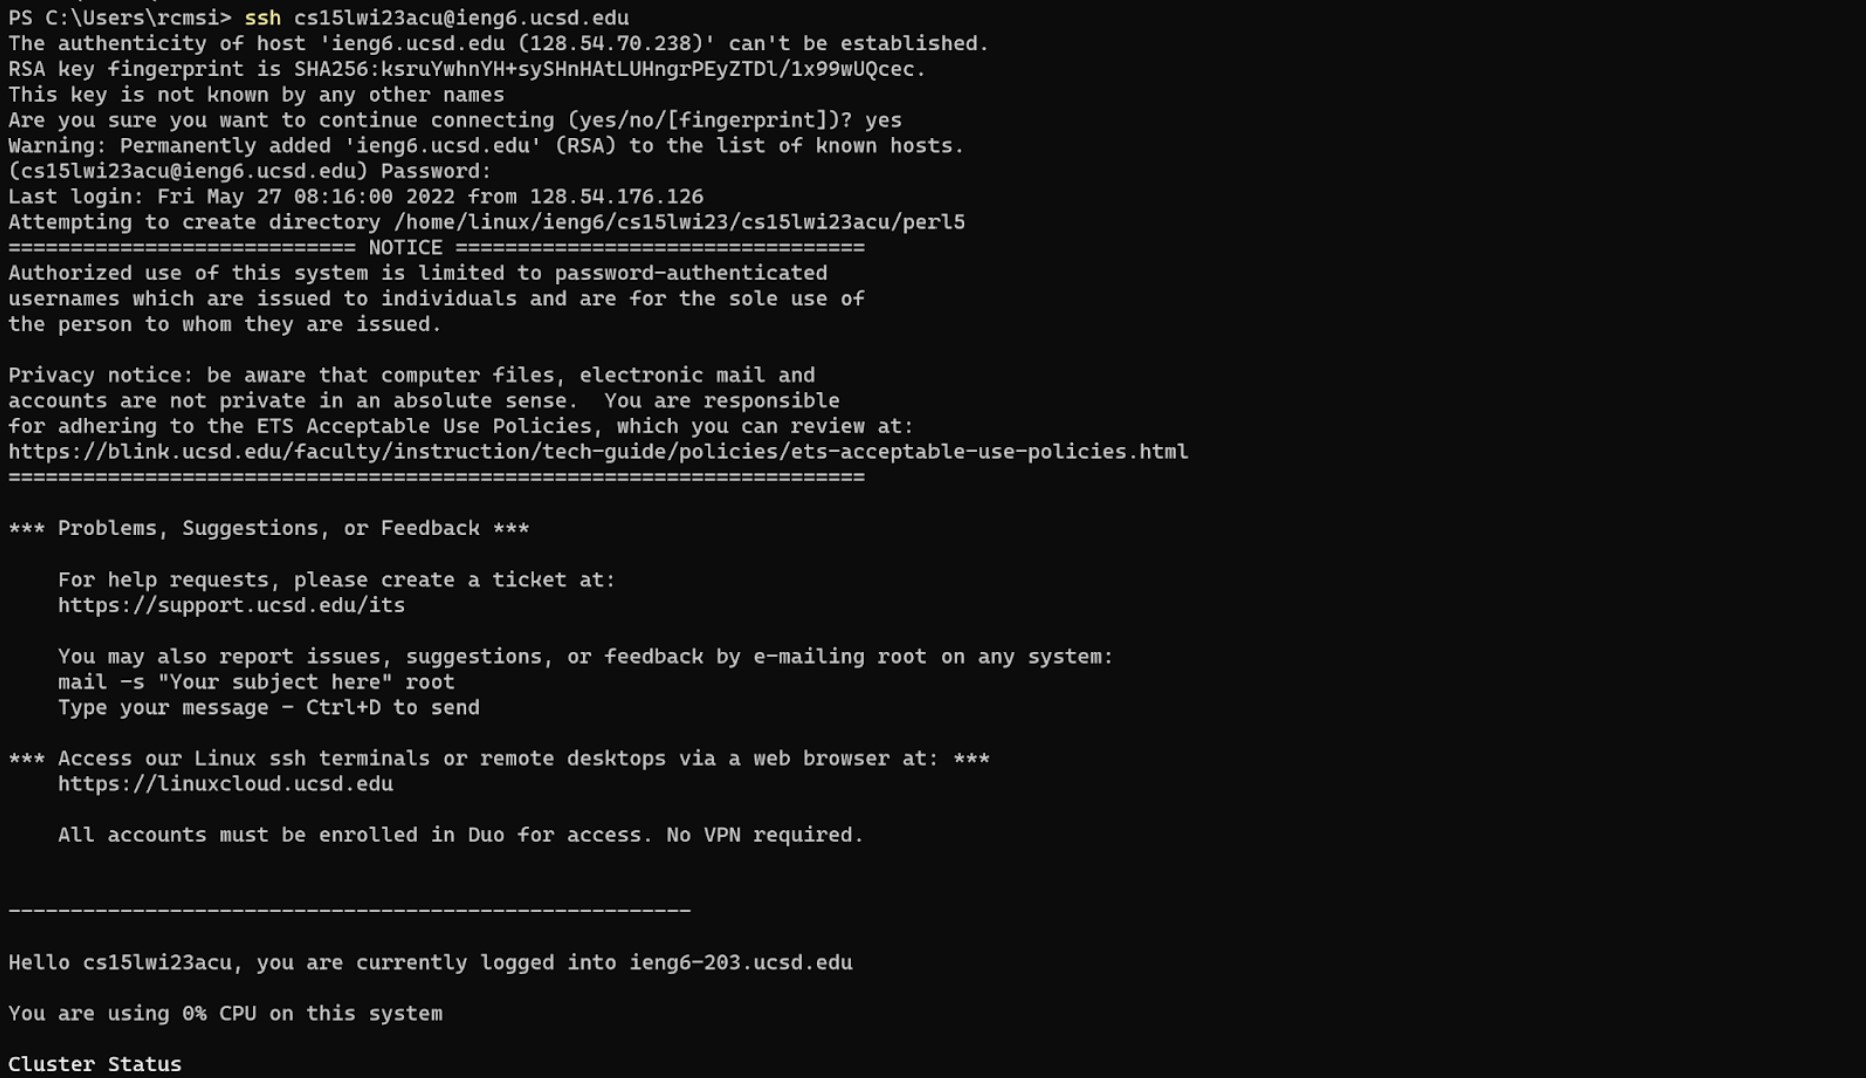 PS C:\Users\rcmsi> ssh cs15lwi23acu@ieng6.ucsd.edu
The authenticity of host 'ieng6.ucsd.edu (128.54.70.238)' can't be established.
RSA key fingerprint is SHA256:ksruYwhnYH+sySHnHAtLUHngrPEyZTDl/1x99wUQcec.
This key is not known by any other names
Are you sure you want to continue connecting (yes/no/[fingerprint])? yes
Warning: Permanently added 'ieng6.ucsd.edu' (RSA) to the list of known hosts.
(cs15lwi23acu@ieng6.ucsd.edu) Password:
Last login: Fri May 27 08:16:00 2022 from 128.54.176.126
Attempting to create directory /home/linux/ieng6/cs15lwi23/cs15lwi23acu/perl5
============================ NOTICE =================================
Authorized use of this system is limited to password-authenticated
usernames which are issued to individuals and are for the sole use of
the person to whom they are issued.

Privacy notice: be aware that computer files, electronic mail and
accounts are not private in an absolute sense.  You are responsible
for adhering to the ETS Acceptable Use Policies, which you can review at:
https://blink.ucsd.edu/faculty/instruction/tech-guide/policies/ets-acceptable-use-policies.html
=====================================================================

*** Problems, Suggestions, or Feedback ***

    For help requests, please create a ticket at:
    https://support.ucsd.edu/its

    You may also report issues, suggestions, or feedback by e-mailing root on any system:
    mail -s "Your subject here" root
    Type your message - Ctrl+D to send

*** Access our Linux ssh terminals or remote desktops via a web browser at: ***
    https://linuxcloud.ucsd.edu

    All accounts must be enrolled in Duo for access. No VPN required.

-------------------------------------------------------

Hello cs15lwi23acu, you are currently logged into ieng6-203.ucsd.edu

You are using 0% CPU on this system

Cluster Status